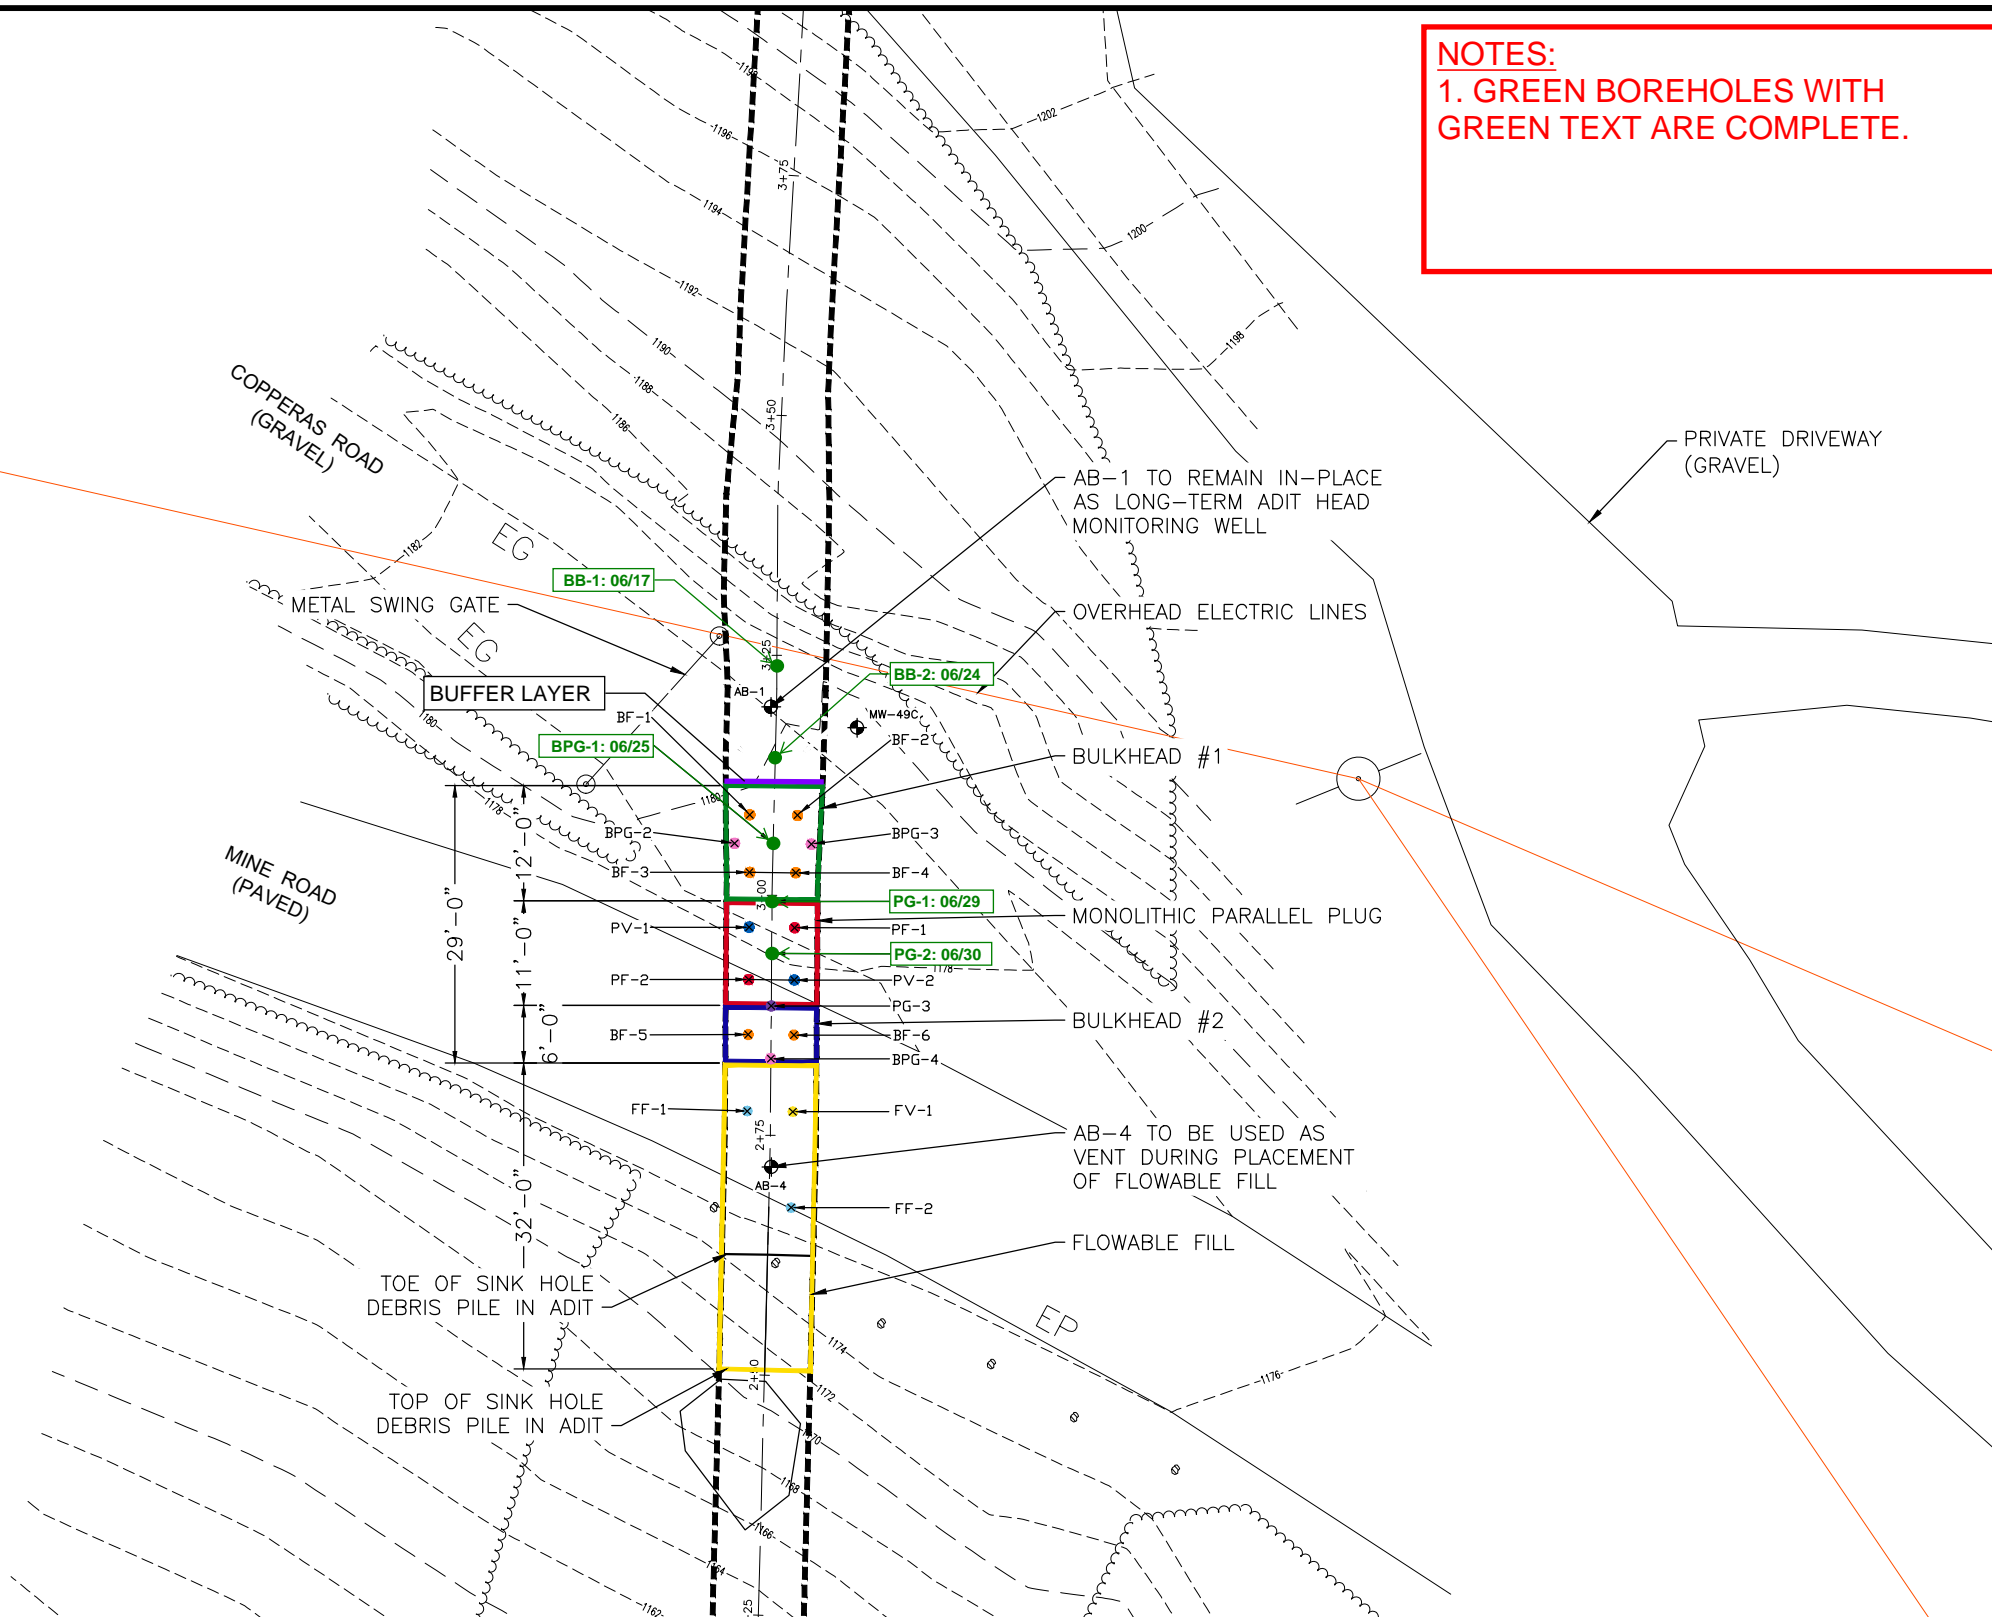 NOTES:
1. GREEN BOREHOLES WITH
GREEN TEXT ARE COMPLETE.
1198
1202
1196
3+75
1194
1200
1192
1190
1198
1188
3+50
1186
COPPERAS ROAD
(GRAVEL)
PRIVATE DRIVEWAY
(GRAVEL)
AB-1 TO REMAIN IN-PLACE
AS LONG-TERM ADIT HEAD
MONITORING WELL
EG
1182
BB-1: 06/17
METAL SWING GATE
OVERHEAD ELECTRIC LINES
EG
3+25
BB-2: 06/24
BUFFER LAYER
AB-1
1180
BF-1
MW-49C
BF-2
BPG-1: 06/25
BULKHEAD #1
1178
1180
12'-0"
BPG-2
BPG-3
MINE ROAD
(PAVED)
BF-3
BF-4
3+00
PG-1: 06/29
29'-0"
MONOLITHIC PARALLEL PLUG
PV-1
PF-1
11'-0"
PG-2: 06/30
1178
PF-2
PV-2
PG-3
BULKHEAD #2
6'-0"
BF-5
BF-6
BPG-4
FF-1
FV-1
2+75
AB-4 TO BE USED AS
VENT DURING PLACEMENT
OF FLOWABLE FILL
AB-4
32'-0"
FF-2
FLOWABLE FILL
TOE OF SINK HOLE
DEBRIS PILE IN ADIT
EP
1174
1176
2+50
1172
TOP OF SINK HOLE
DEBRIS PILE IN ADIT
1170
1168
1166
1164
1162
25